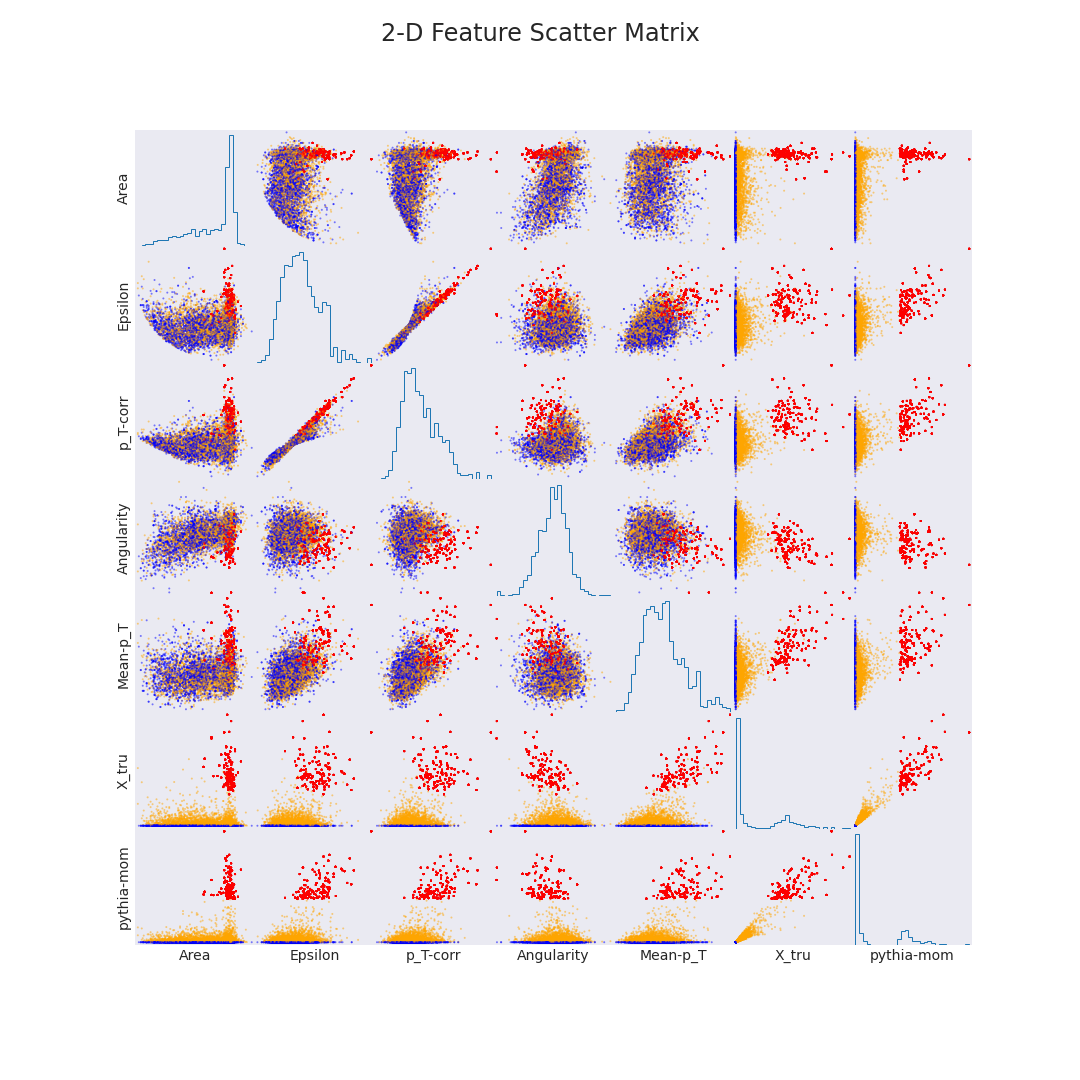 2-D Feature Scatter Matrix
Area
Epsilon
p_T-corr
Angularity
Mean-p_T
X_tru
pythia-mom
Area Epsilon p_T-corr Angularity Mean-p_T X_tru pythia-mom